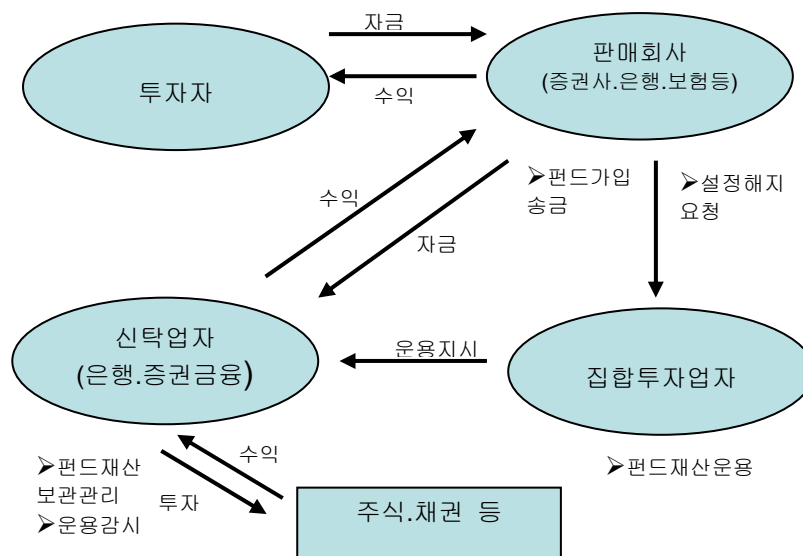 자금
투자자
판매회사
(증권사.은행.보험등)
수익
➢펀드가입
송금
➢설정해지
요청
수익
자금
신탁업자
(은행.증권금융)
운용지시
집합투자업자
➢펀드재산
보관관리
➢운용감시
수익
투자
➢펀드재산운용
주식.채권 등